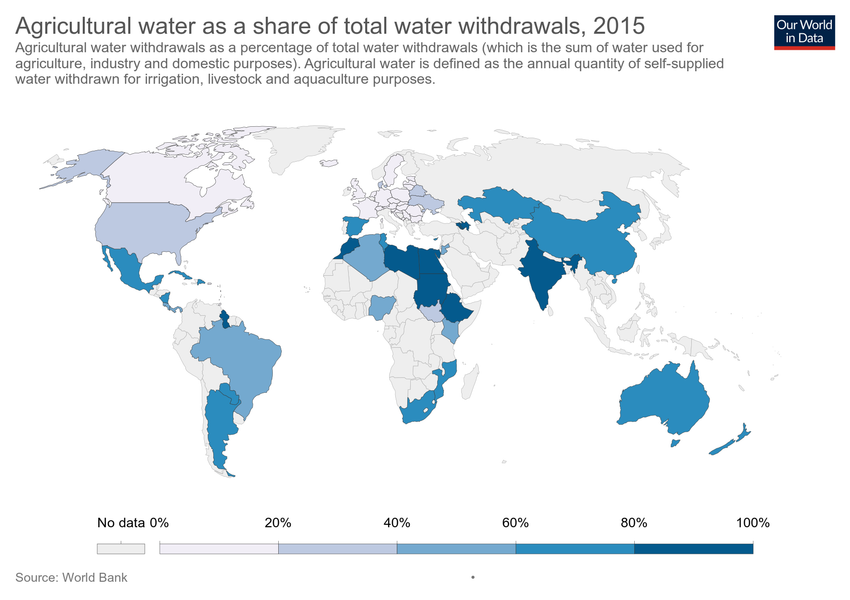 Agricultural water as a share of total water withdrawals, 2015
Our World
in Data
Agricultural water withdrawals as a percentage of total water withdrawals (which is the sum of water used for
agriculture, industry and domestic purposes). Agricultural water is defined as the annual quantity of self-supplied
water withdrawn for irrigation, livestock and aquaculture purposes.
No data 0% 20% 40% 60% 80% 100%
Source: World Bank